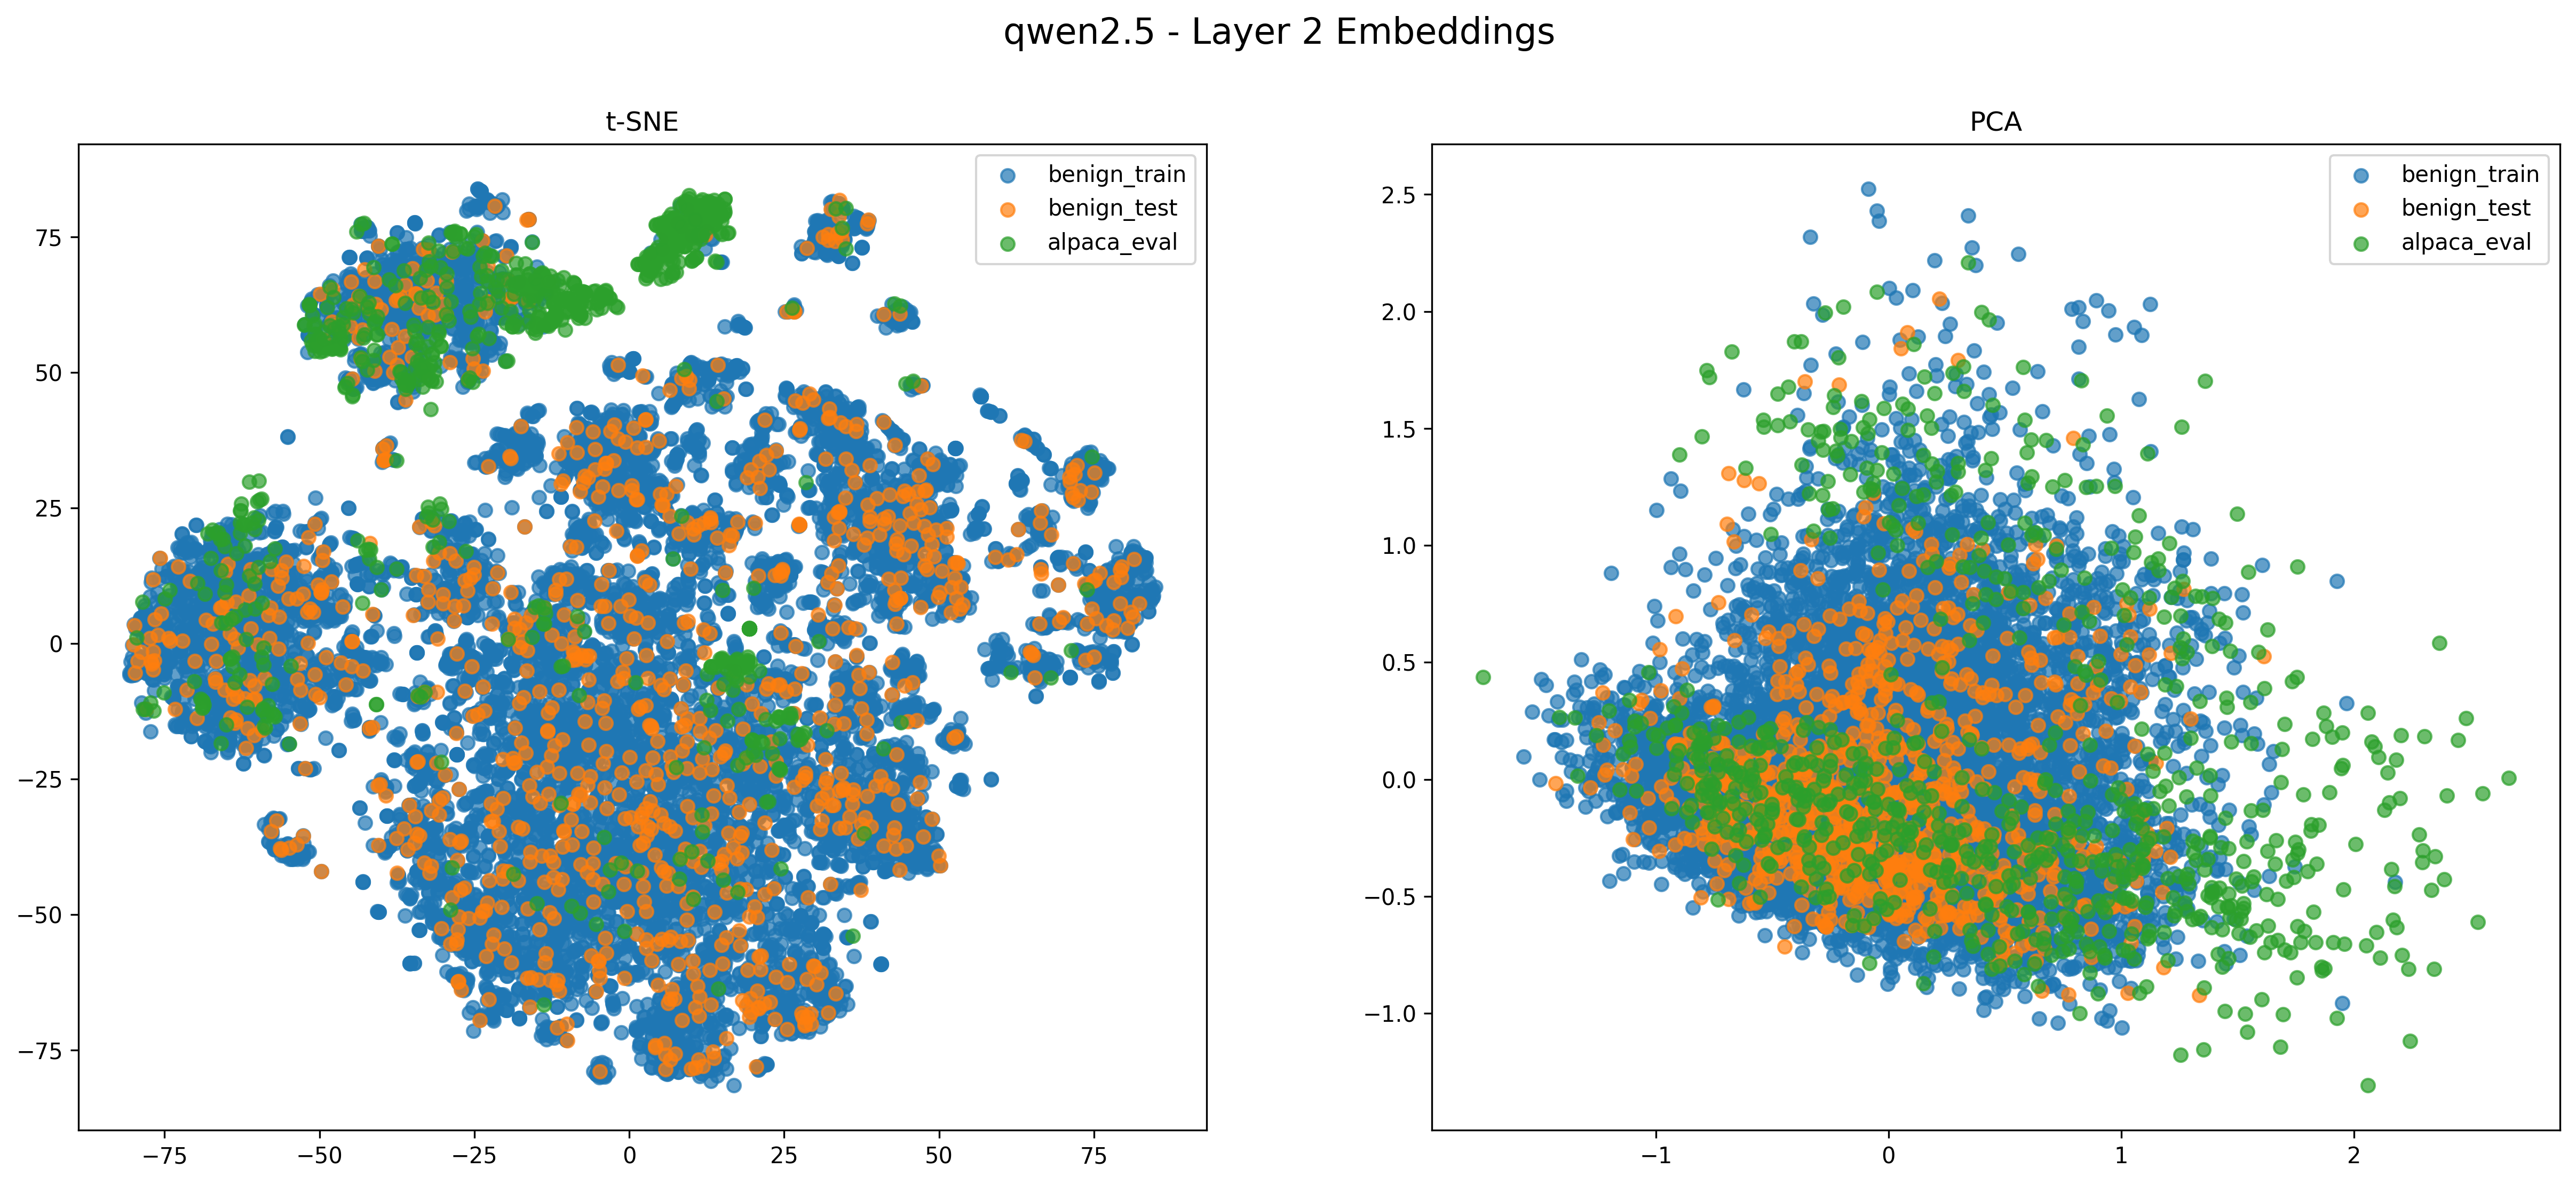 qwen2.5 - Layer 2 Embeddings
t-SNE
benign_train
benign_test
alpaca_eval
75
50
25
0
−25
−50
−75
−75
−50
−25
0
25
50
75
PCA
benign_train
benign_test
alpaca_eval
2.5
2.0
1.5
1.0
0.5
0.0
−0.5
−1.0
−1
0
1
2